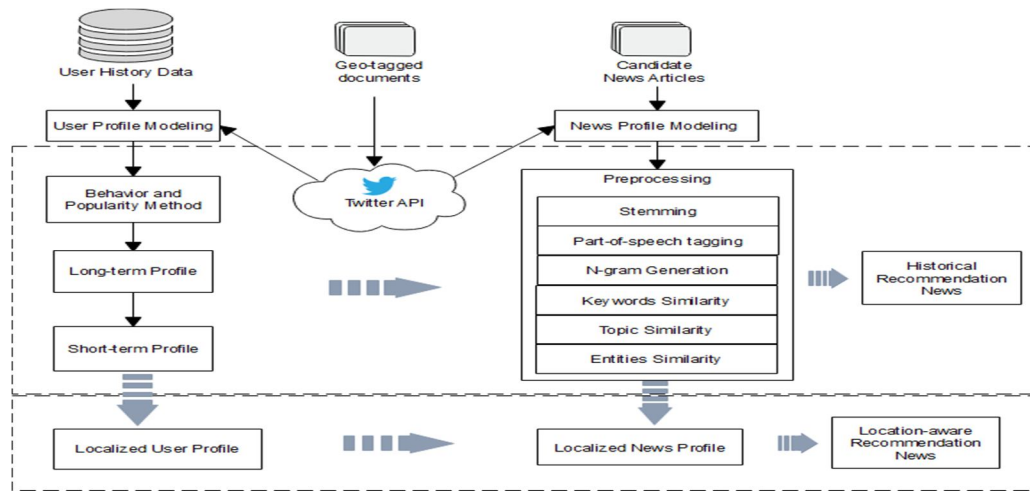 User History Data
Geo-tagged
documents
Candidate
News Articles
User Profile Modeling
News Profile Modeling
Twitter API
Behavior and
Popularity Method
Long-term Profile
Short-term Profile
Preprocessing
Stemming
Part-of-speech tagging
N-gram Generation
Keywords Similarity
Topic Similarity
Entities Similarity
Historical
Recommendation
News
Localized User Profile
Localized News Profile
Location-aware
Recommendation
News